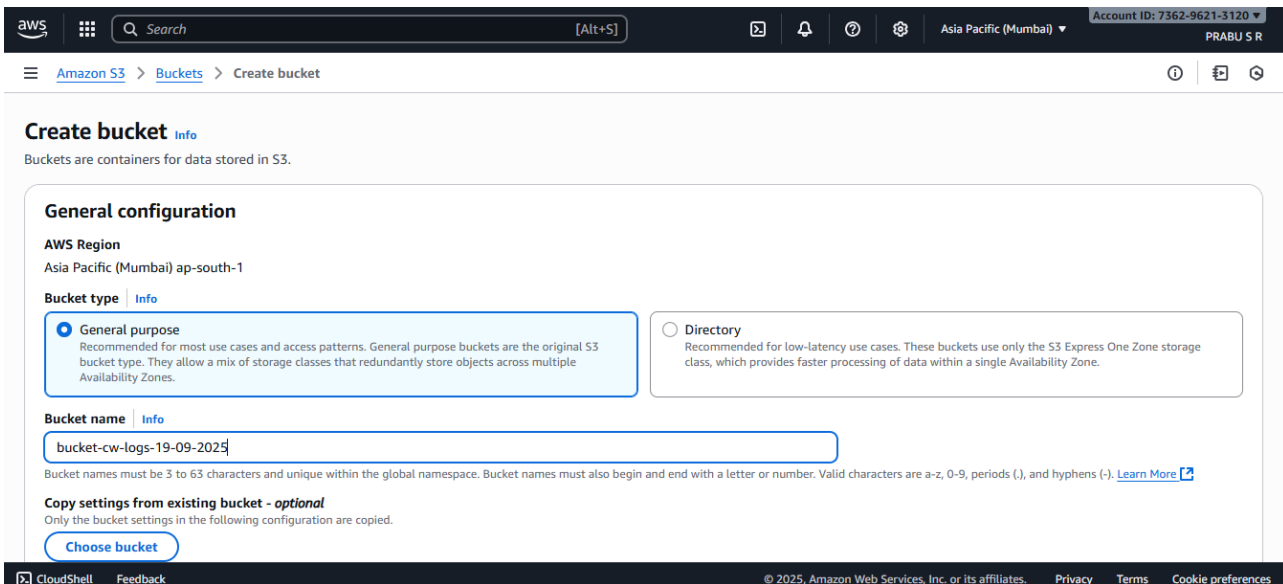 aws
Search [Alt+S]
Asia Pacific (Mumbai) ▼
Account ID: 7362-9621-3120 ▼
PRABU S R
Amazon S3 > Buckets > Create bucket
Create bucket Info
Buckets are containers for data stored in S3.
General configuration
AWS Region
Asia Pacific (Mumbai) ap-south-1
Bucket type Info
General purpose
Recommended for most use cases and access patterns. General purpose buckets are the original S3
bucket type. They allow a mix of storage classes that redundantly store objects across multiple
Availability Zones.
Directory
Recommended for low-latency use cases. These buckets use only the S3 Express One Zone storage
class, which provides faster processing of data within a single Availability Zone.
Bucket name Info
bucket-cw-logs-19-09-2025
Bucket names must be 3 to 63 characters and unique within the global namespace. Bucket names must also begin and end with a letter or number. Valid characters are a-z, 0-9, periods (.), and hyphens (-). Learn More
Copy settings from existing bucket - optional
Only the bucket settings in the following configuration are copied.
Choose bucket
CloudShell Feedback © 2025, Amazon Web Services, Inc. or its affiliates. Privacy Terms Cookie preferences